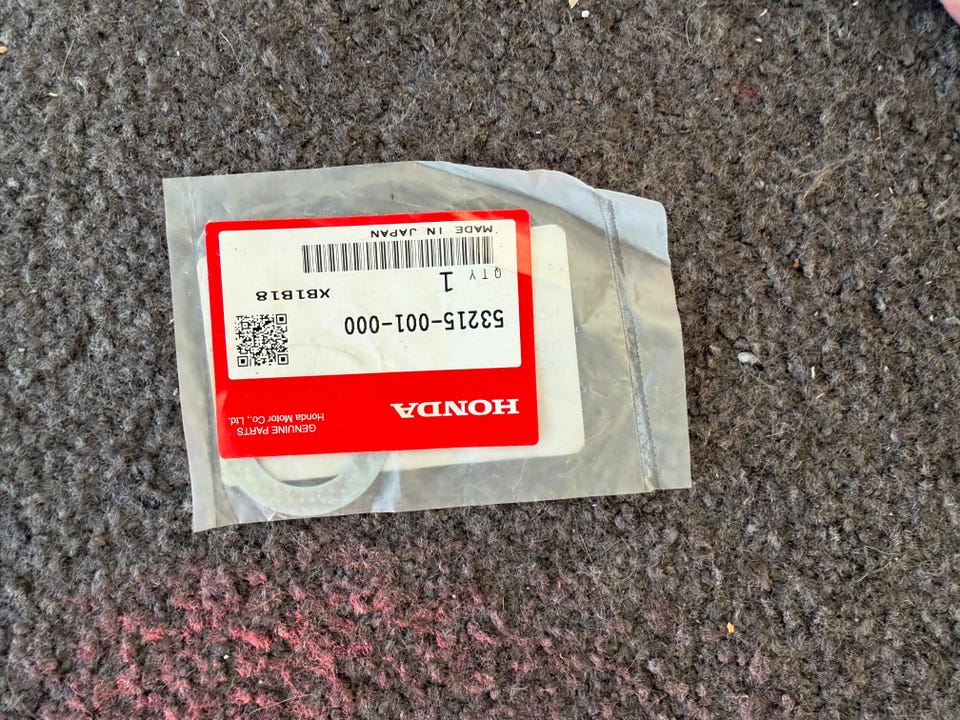 HONDA
GENUINE PARTS
Honda Motor Co., Ltd.
53215-001-000
XB1B18
QTY
1
MADE IN JAPAN